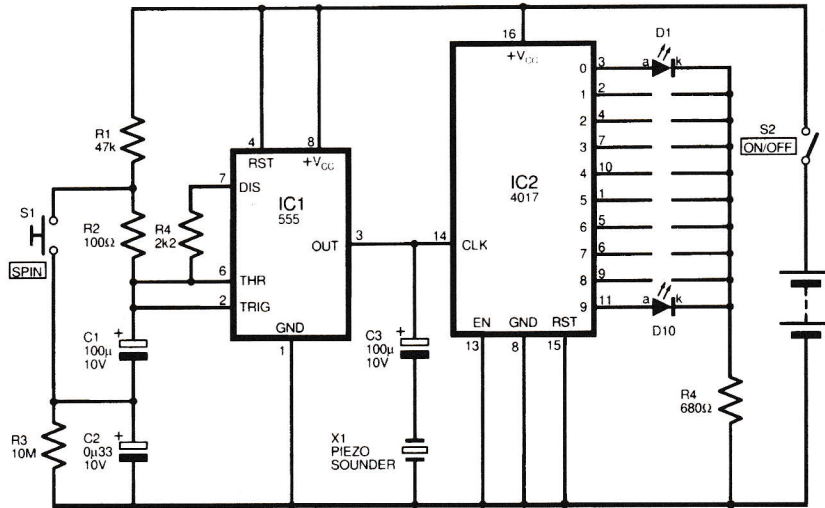 D1
16
+VCC
0 3 a k
1 2
2 4
3 7
4 10
5 1
6 5
7 6
8 9
9 11 a k
D10
R1
47k
4
RST
8
+VCC
7
DIS
IC1
555
IC2
4017
S2
ON/OFF
S1
SPIN
R2
100Ω
R4
2k2
OUT
3
14
CLK
6
THR
2
TRIG
GND
1
C1
100µ
10V
+
C3
100µ
10V
+
EN
GND
RST
13
8
15
R4
680Ω
R3
10M
C2
0µ33
10V
+
X1
PIEZO
SOUNDER